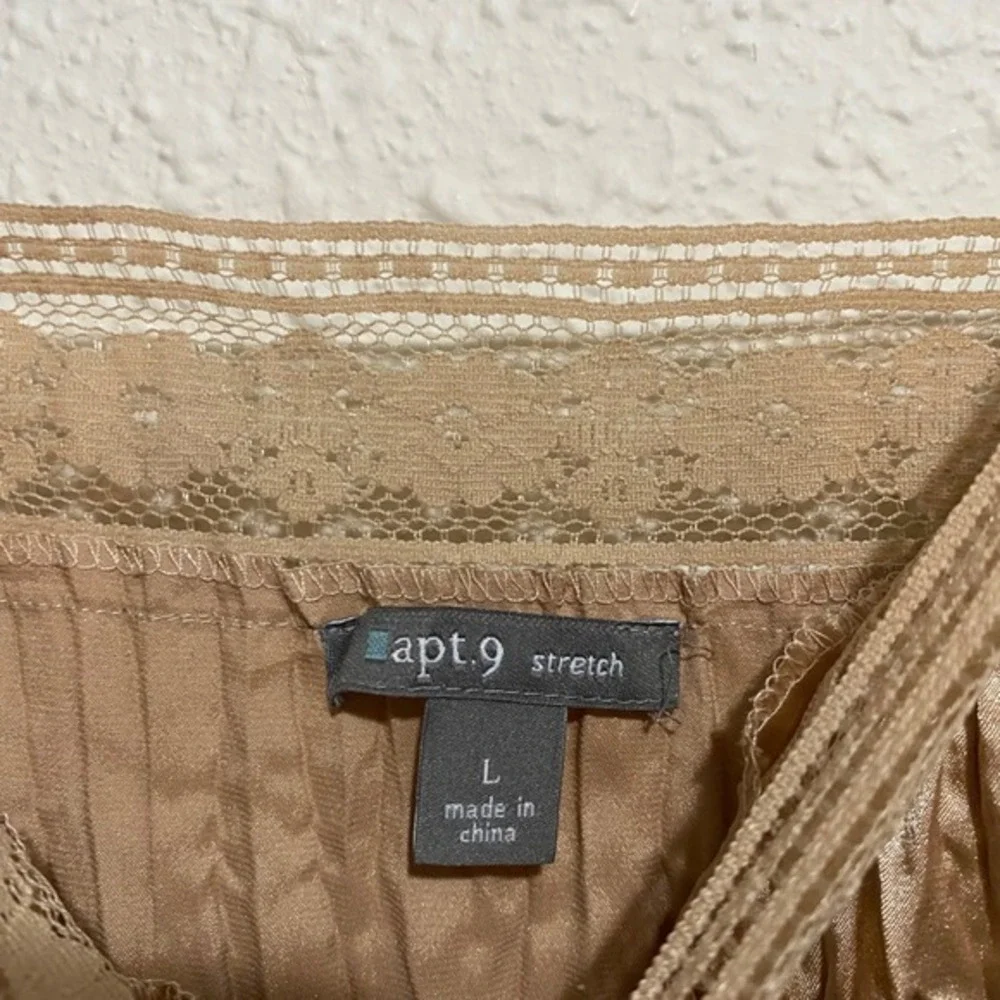 apt.9 stretch
L
made in
china